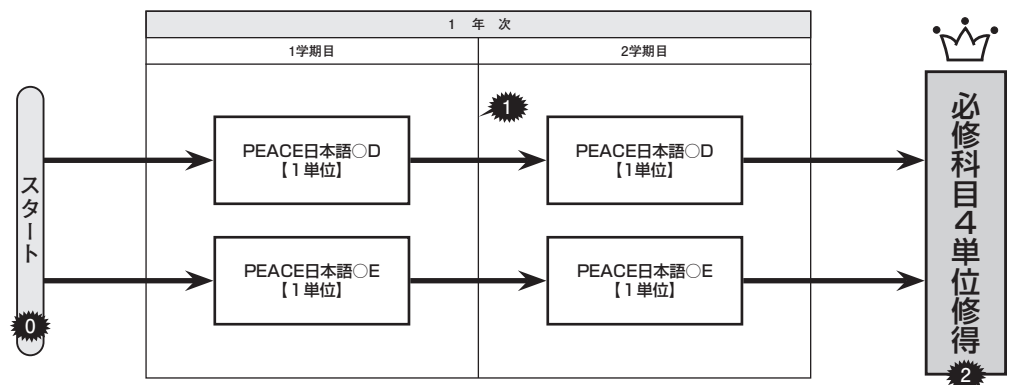 1 年 次
1学期目
2学期目
スタート
0
PEACE日本語○D
【1単位】
1
PEACE日本語○D
【1単位】
PEACE日本語○E
【1単位】
PEACE日本語○E
【1単位】
必修科目4単位修得
2